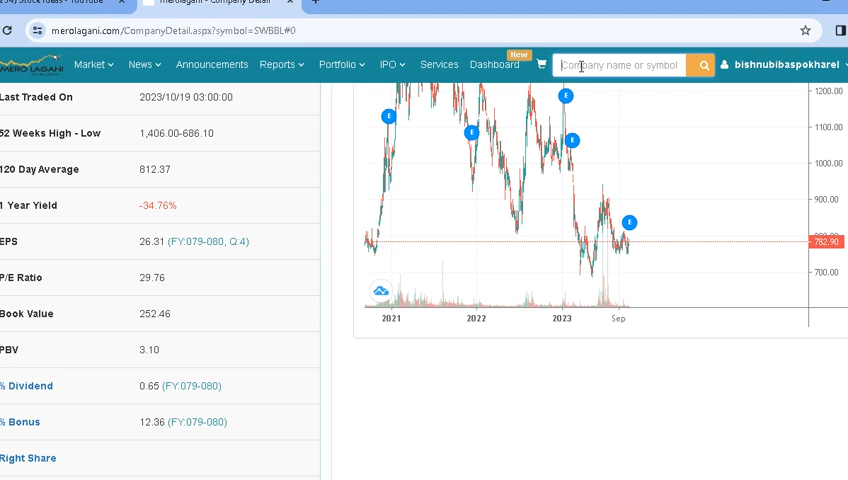 Stock Ideas - YouTube
merolagani - Company Detail
merolagani.com/CompanyDetail.aspx?symbol=SWBBL#0
MERO LAGANI
Market
News
Announcements
Reports
Portfolio
IPO
Services
Dashboard
New
Company name or symbol
bishnubibaspokharel
Last Traded On 2023/10/19 03:00:00
52 Weeks High - Low 1,406.00-686.10
120 Day Average 812.37
1 Year Yield -34.76%
EPS 26.31 (FY:079-080, Q:4)
P/E Ratio 29.76
Book Value 252.46
PBV 3.10
% Dividend 0.65 (FY:079-080)
% Bonus 12.36 (FY:079-080)
Right Share
E
E
E
E
E
1200.00
1100.00
1000.00
900.00
782.90
700.00
2021 2022 2023 Sep